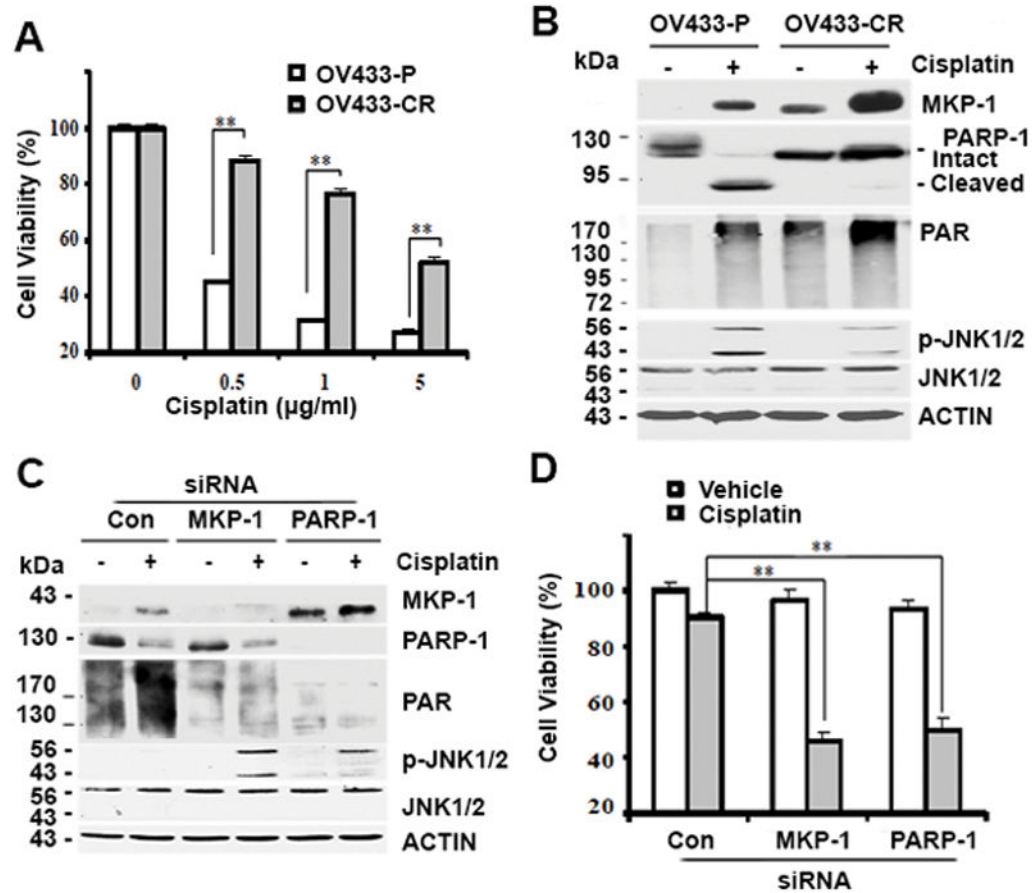 A
OV433-P
OV433-CR
Cell Viability (%)
100
80
60
40
20
**
**
**
0 0.5 1 5
Cisplatin (μg/ml)
B
OV433-P OV433-CR
kDa - + - + Cisplatin
MKP-1
130 - - PARP-1
Intact
95 - - Cleaved
170 - PAR
130 -
95 -
72 -
56 - p-JNK1/2
43 -
56 - JNK1/2
43 -
43 - ACTIN
C
siRNA
Con MKP-1 PARP-1
kDa - + - + - + Cisplatin
43 - MKP-1
130 - PARP-1
170 _ PAR
130 _
56 - p-JNK1/2
43 -
56 - JNK1/2
43 -
43 - ACTIN
D
Vehicle
Cisplatin
Cell Viability (%)
100
80
60
40
20
**
**
Con MKP-1 PARP-1
siRNA